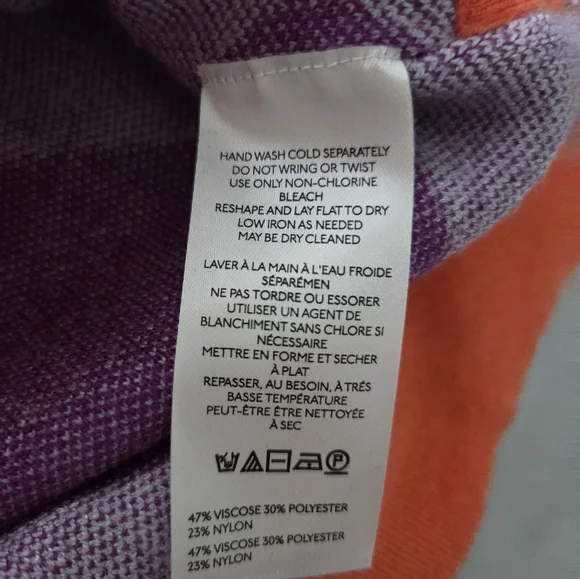 HAND WASH COLD SEPARATELY
DO NOT WRING OR TWIST
USE ONLY NON-CHLORINE
BLEACH
RESHAPE AND LAY FLAT TO DRY
LOW IRON AS NEEDED
MAY BE DRY CLEANED
LAVER À LA MAIN À L'EAU FROIDE
SÉPARÉMEN
NE PAS TORDRE OU ESSORER
UTILISER UN AGENT DE
BLANCHIMENT SANS CHLORE SI
NÉCESSAIRE
METTRE EN FORME ET SECHER
À PLAT
REPASSER, AU BESOIN, À TRÉS
BASSE TEMPÉRATURE
PEUT-ÊTRE ÊTRE NETTOYÉE
À SEC
P
47% VISCOSE 30% POLYESTER
23% NYLON
47% VISCOSE 30% POLYESTER
23% NYLON